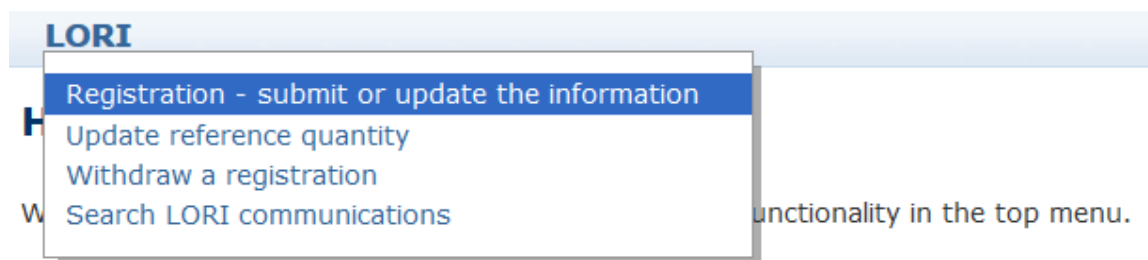 LORI
Registration - submit or update the information
H
Update reference quantity
Withdraw a registration
W Search LORI communications unctionality in the top menu.